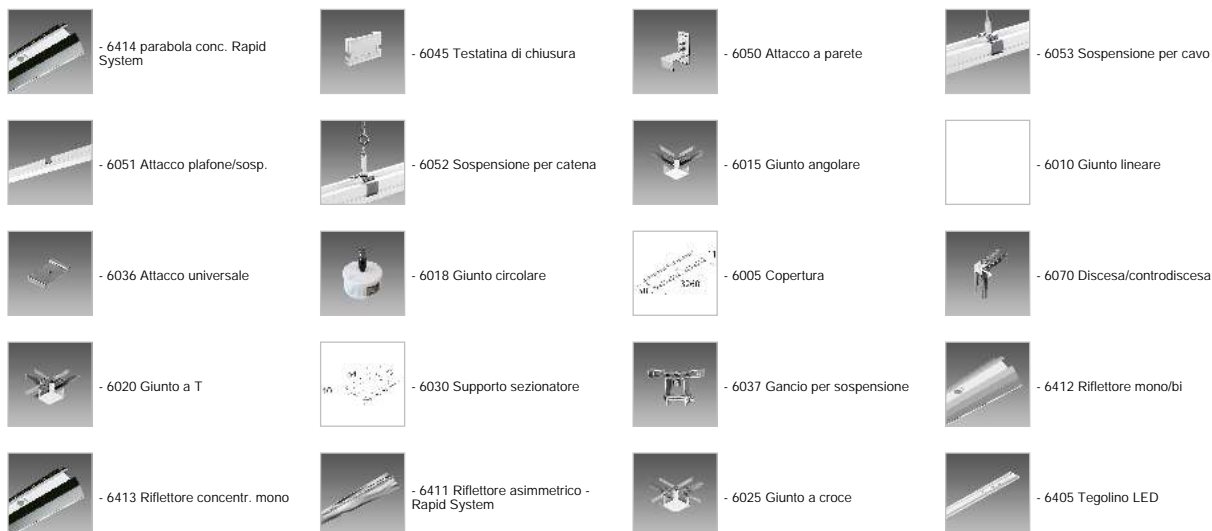 - 6414 parabola conc. Rapid
System
- 6045 Testatina di chiusura
- 6050 Attacco a parete
- 6053 Sospensione per cavo
- 6051 Attacco plafone/sosp.
- 6052 Sospensione per catena
- 6015 Giunto angolare
- 6010 Giunto lineare
- 6036 Attacco universale
- 6018 Giunto circolare
- 6005 Copertura
- 6070 Discesa/controdiscesa
- 6020 Giunto a T
- 6030 Supporto sezionatore
- 6037 Gancio per sospensione
- 6412 Riflettore mono/bi
- 6413 Riflettore concentr. mono
- 6411 Riflettore asimmetrico -
Rapid System
- 6025 Giunto a croce
- 6405 Tegolino LED